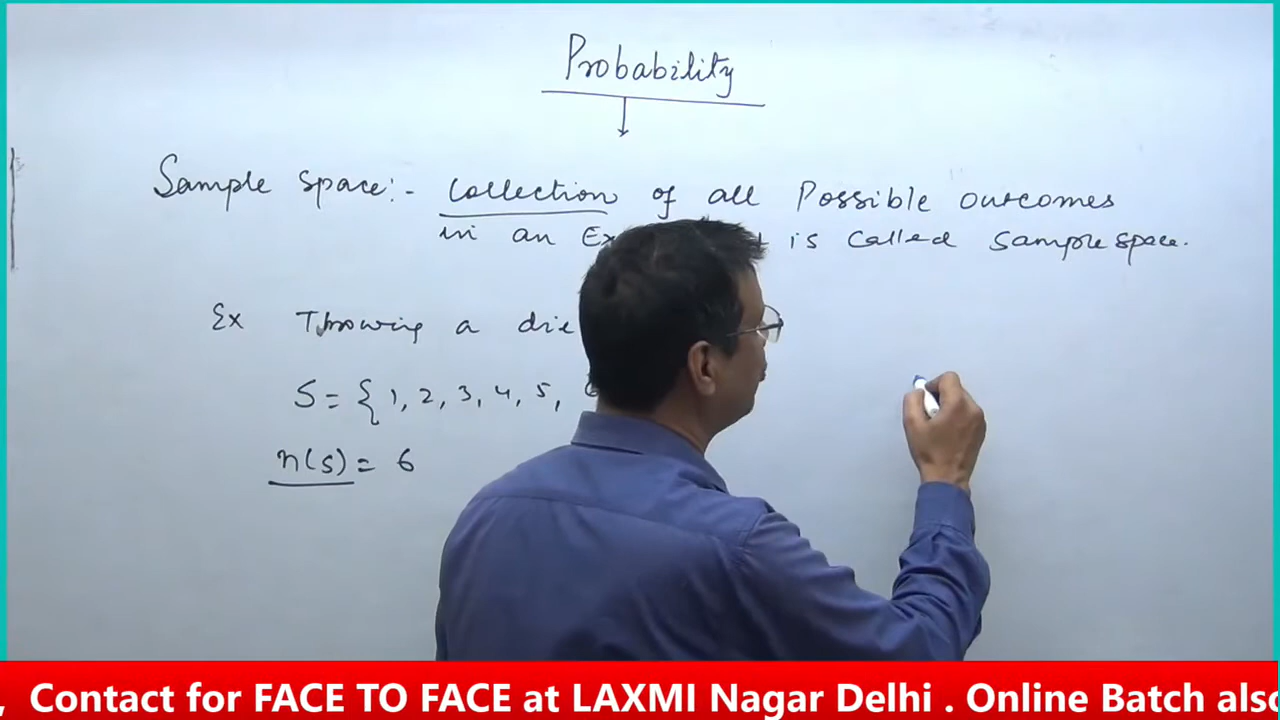 Probability
Sample space:- Collection of all Possible outcomes
in an is called Sample space.
Ex Throwing a die
S = { 1, 2, 3, 4, 5,
n(s) = 6
, Contact for FACE TO FACE at LAXMI Nagar Delhi . Online Batch also